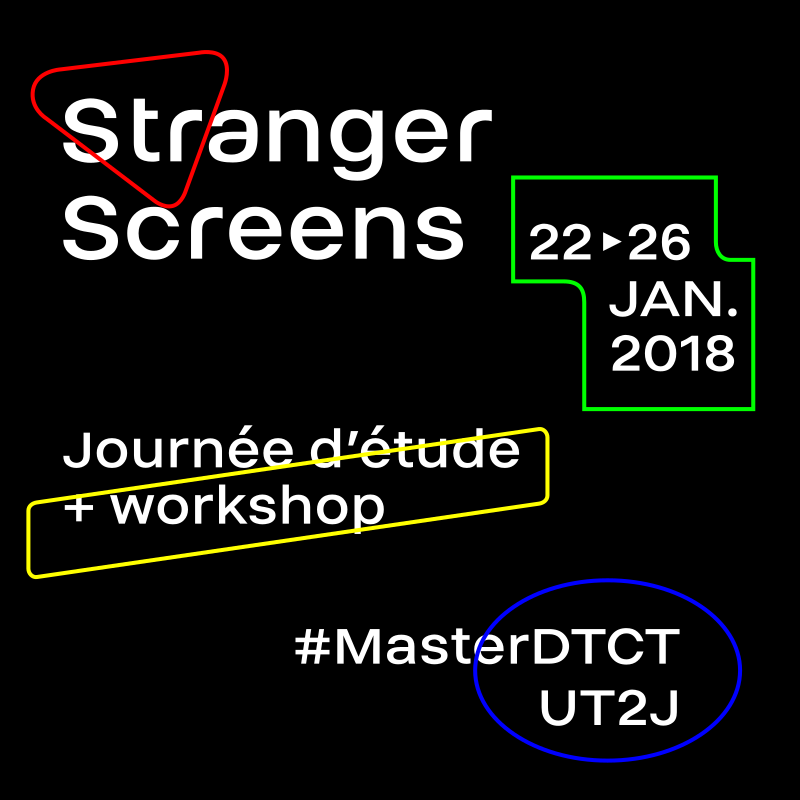 Stranger
Screens
22 ▸ 26
JAN.
2018
Journée d’étude
+ workshop
#MasterDTCT
UT2J